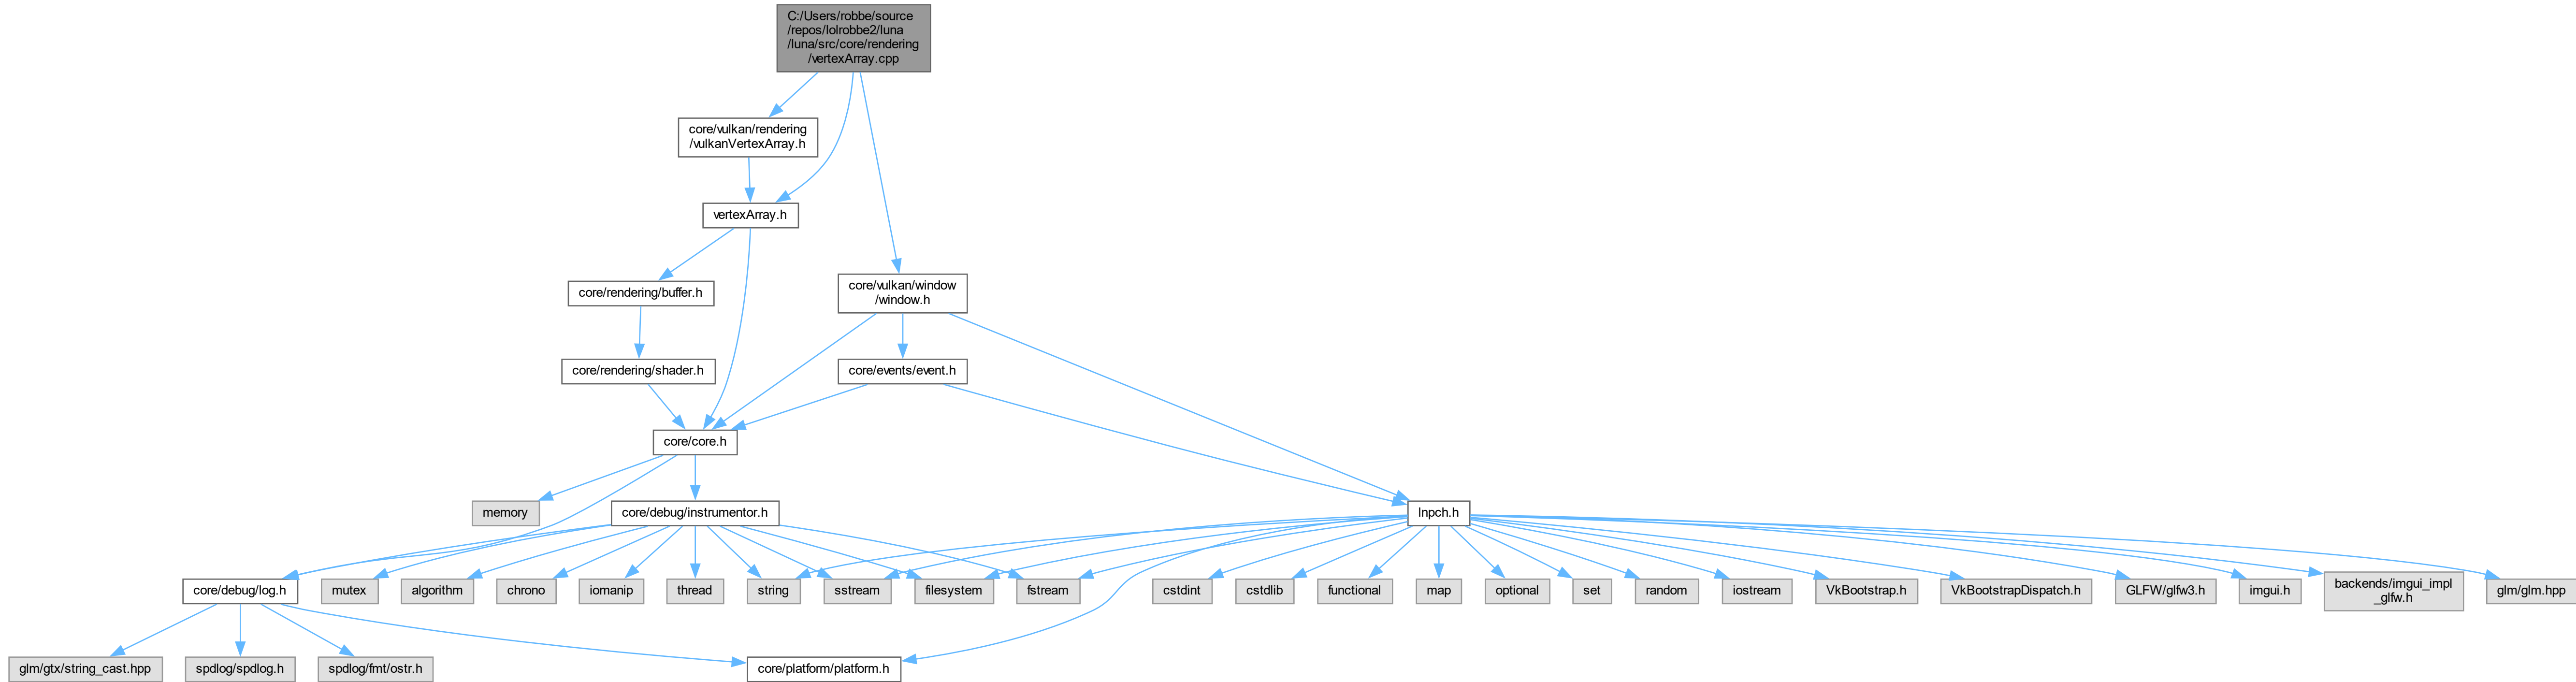 C:/Users/robbe/source
/repos/lolrobbe2/luna
/luna/src/core/rendering
/vertexArray.cpp
core/vulkan/rendering
/vulkanVertexArray.h
vertexArray.h
core/rendering/buffer.h
core/vulkan/window
/window.h
core/rendering/shader.h
core/events/event.h
core/core.h
memory
core/debug/instrumentor.h
lnpch.h
core/debug/log.h
mutex
algorithm
chrono
iomanip
thread
string
sstream
filesystem
fstream
cstdint
cstdlib
functional
map
optional
set
random
iostream
VkBootstrap.h
VkBootstrapDispatch.h
GLFW/glfw3.h
imgui.h
backends/imgui_impl
_glfw.h
glm/glm.hpp
glm/gtx/string_cast.hpp
spdlog/spdlog.h
spdlog/fmt/ostr.h
core/platform/platform.h